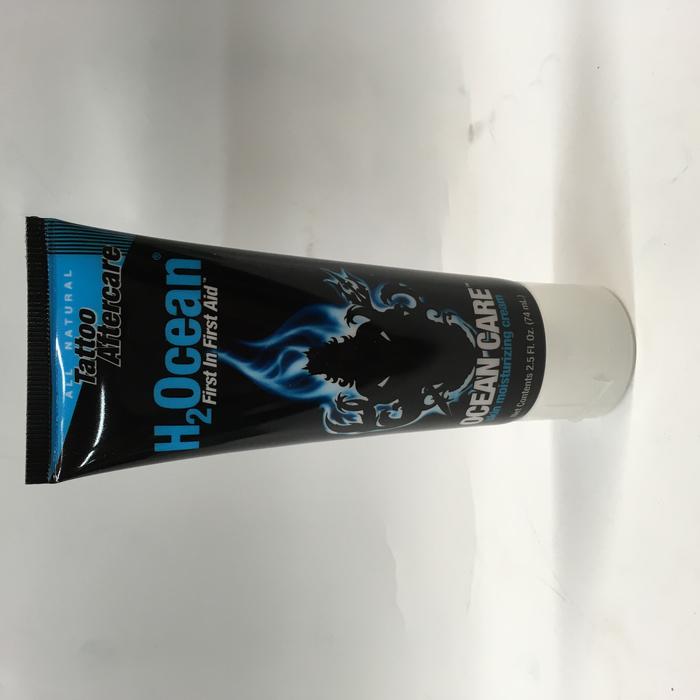 ALL NATURAL
Tattoo
Aftercare
H2Ocean®
First In First Aid™
OCEAN-CARE™
skin moisturizing cream
Net Contents 2.5 Fl. Oz. (74 mL)